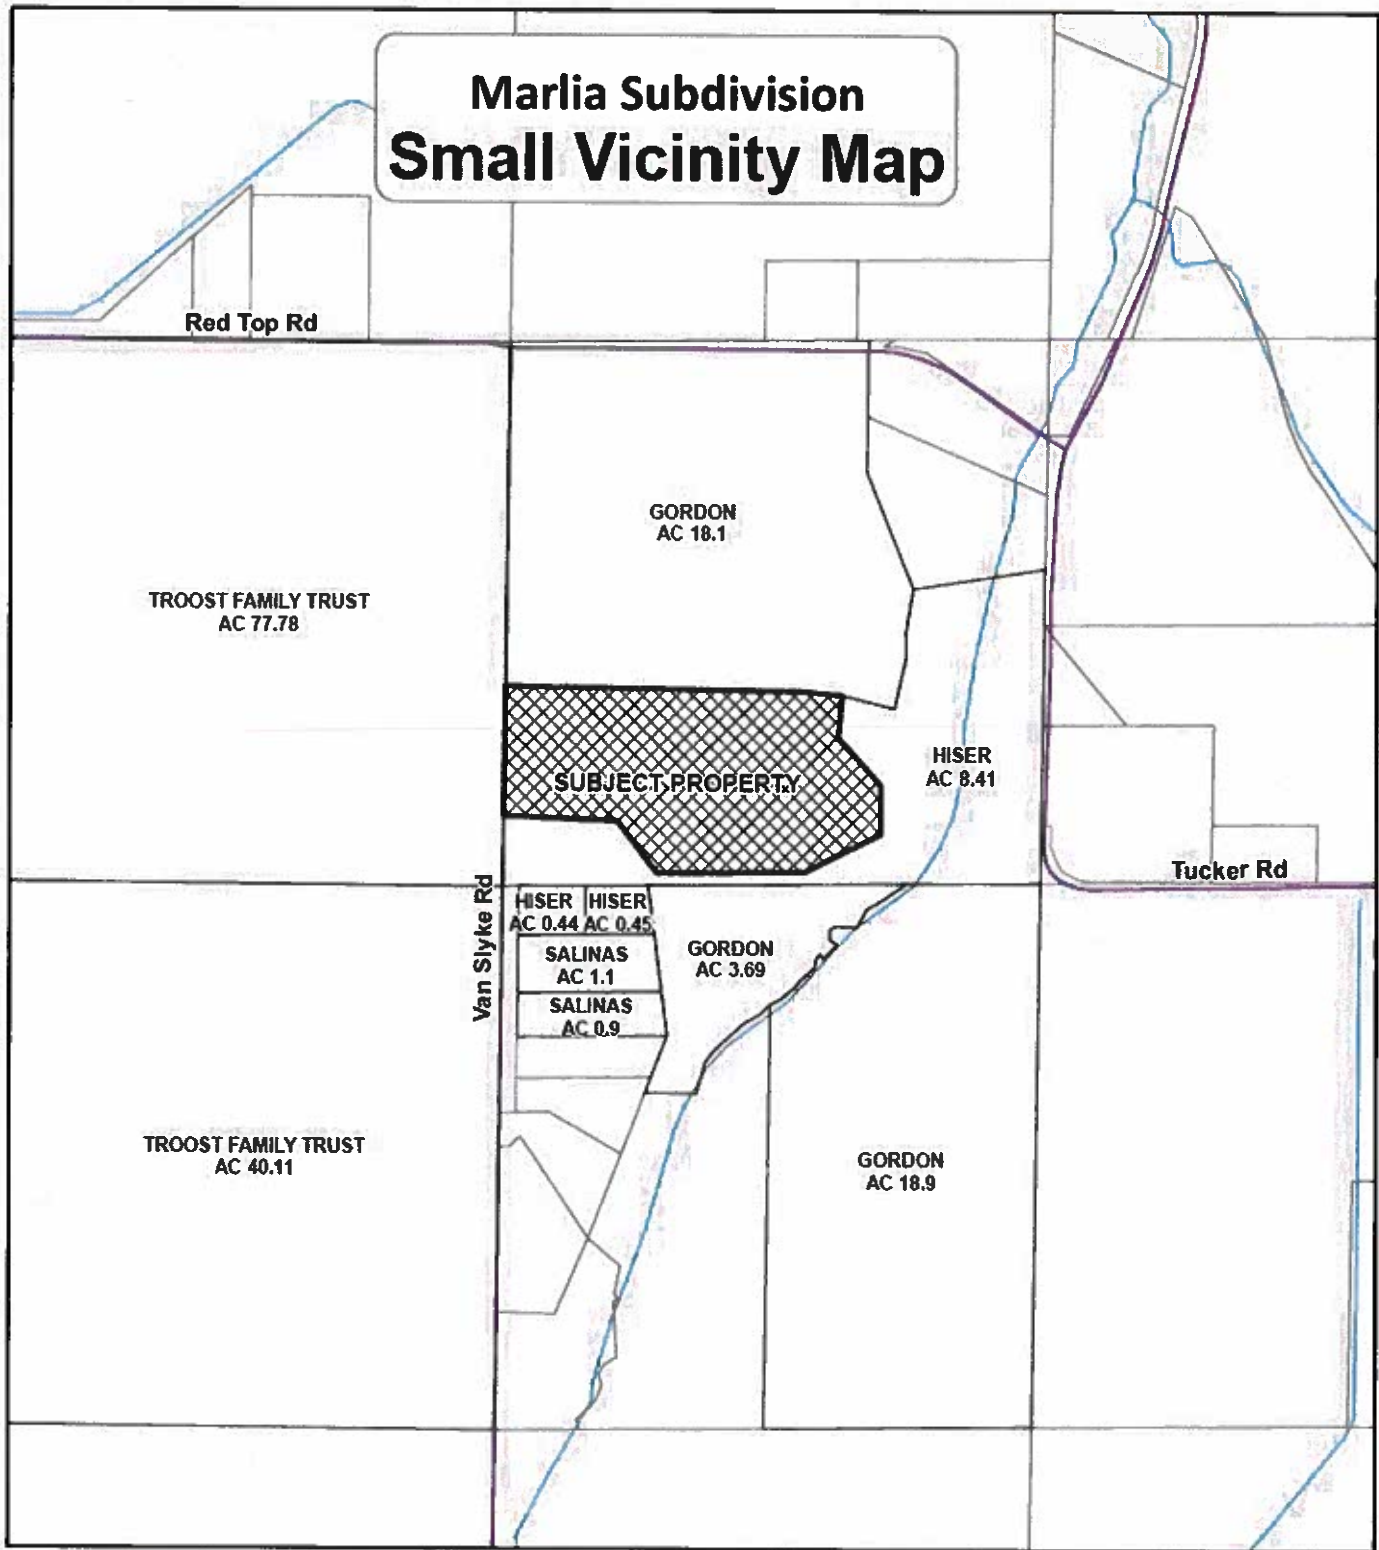 Marlia Subdivision
Small Vicinity Map
Red Top Rd
GORDON
AC 18.1
TROOST FAMILY TRUST
AC 77.78
SUBJECT PROPERTY
HISER
AC 8.41
Tucker Rd
Van Slyke Rd
HISER
AC 0.44
HISER
AC 0.45
SALINAS
AC 1.1
SALINAS
AC 0.9
GORDON
AC 3.69
TROOST FAMILY TRUST
AC 40.11
GORDON
AC 18.9